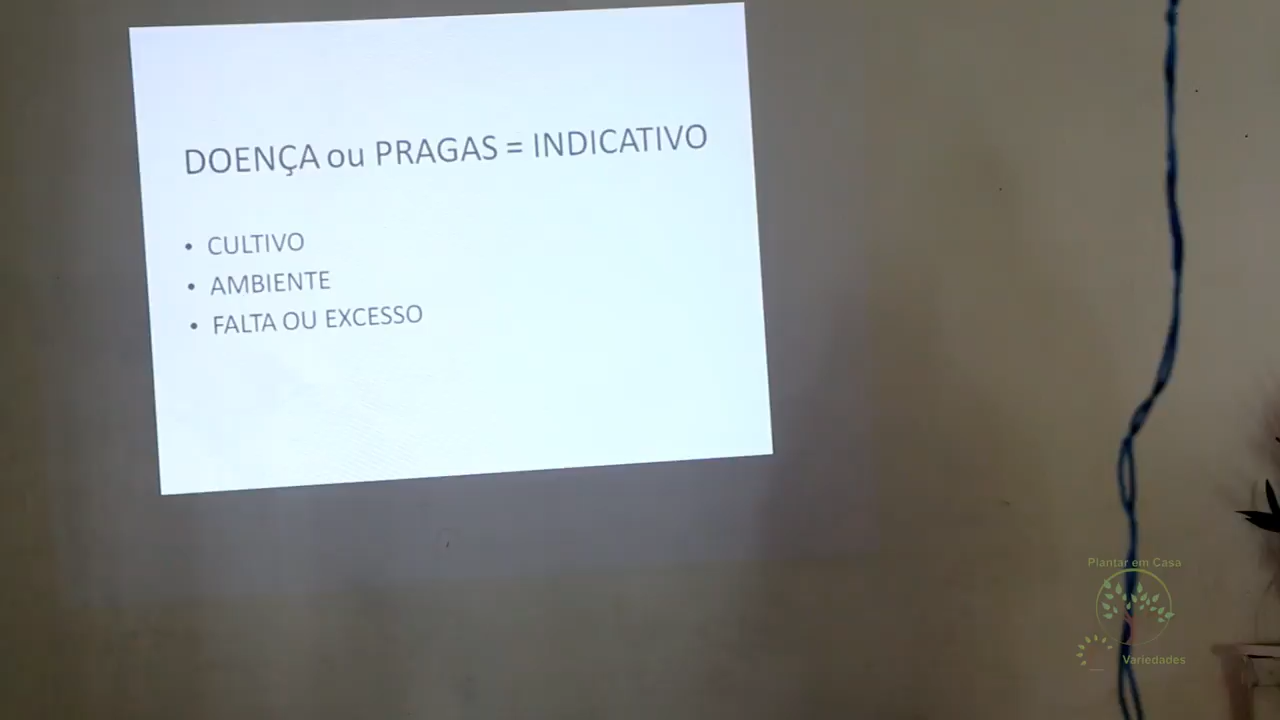 DOENÇA ou PRAGAS = INDICATIVO
• CULTIVO
• AMBIENTE
• FALTA OU EXCESSO
Plantar em Casa
Variedades